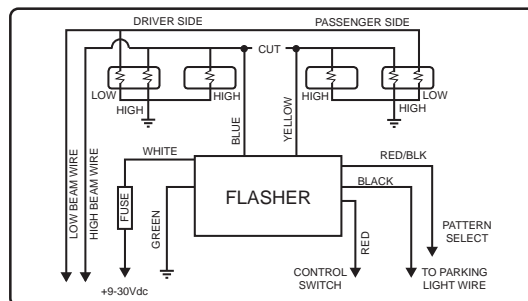 DRIVER SIDE
PASSENGER SIDE
CUT
LOW
HIGH
HIGH
HIGH
LOW
HIGH
LOW BEAM WIRE
HIGH BEAM WIRE
WHITE
BLUE
YELLOW
RED/BLK
BLACK
FLASHER
FUSE
GREEN
RED
PATTERN
SELECT
CONTROL
SWITCH
TO PARKING
LIGHT WIRE
+9-30Vdc